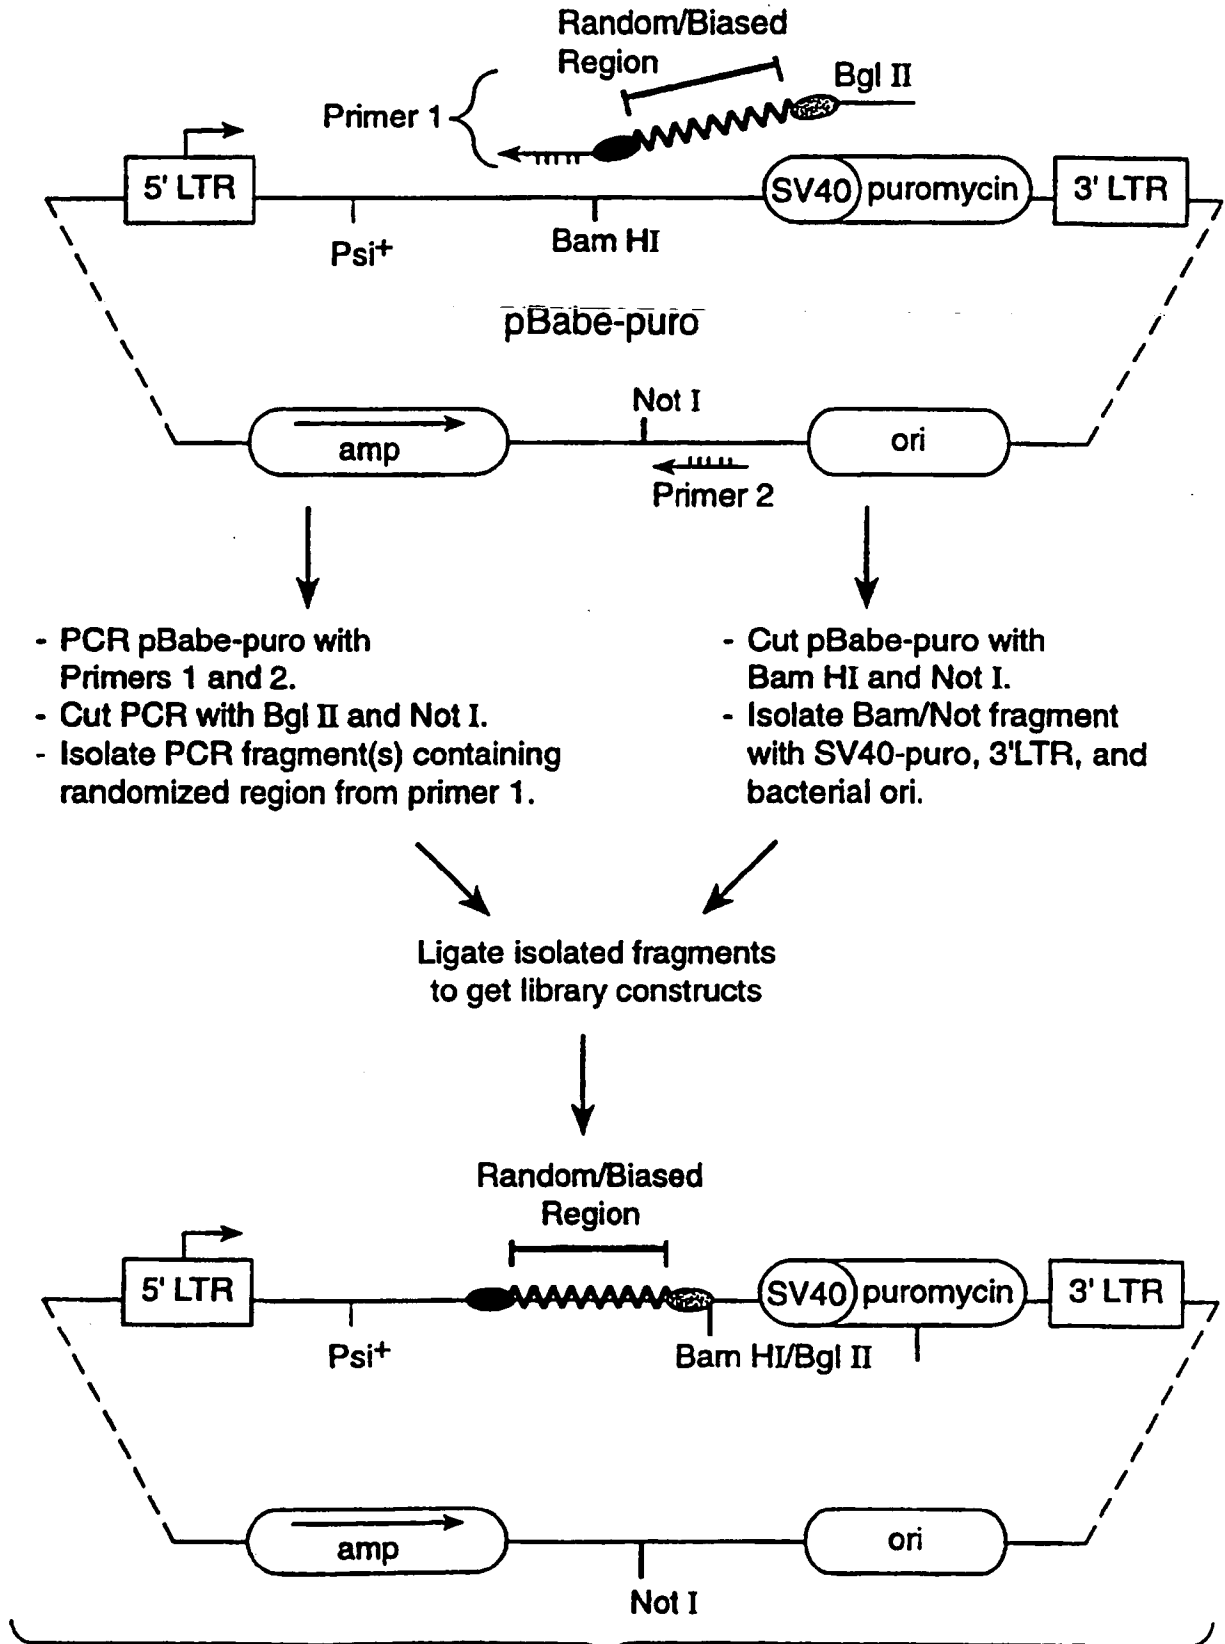 Random/Biased
Region
Bgl II
Primer 1
5' LTR
SV40
puromycin
3' LTR
Psi+
Bam HI
pBabe-puro
Not I
amp
ori
Primer 2
- PCR pBabe-puro with
Primers 1 and 2.
- Cut PCR with Bgl II and Not I.
- Isolate PCR fragment(s) containing
randomized region from primer 1.
- Cut pBabe-puro with
Bam HI and Not I.
- Isolate Bam/Not fragment
with SV40-puro, 3'LTR, and
bacterial ori.
Ligate isolated fragments
to get library constructs
Random/Biased
Region
5' LTR
SV40
puromycin
3' LTR
Psi+
Bam HI/Bgl II
amp
ori
Not I